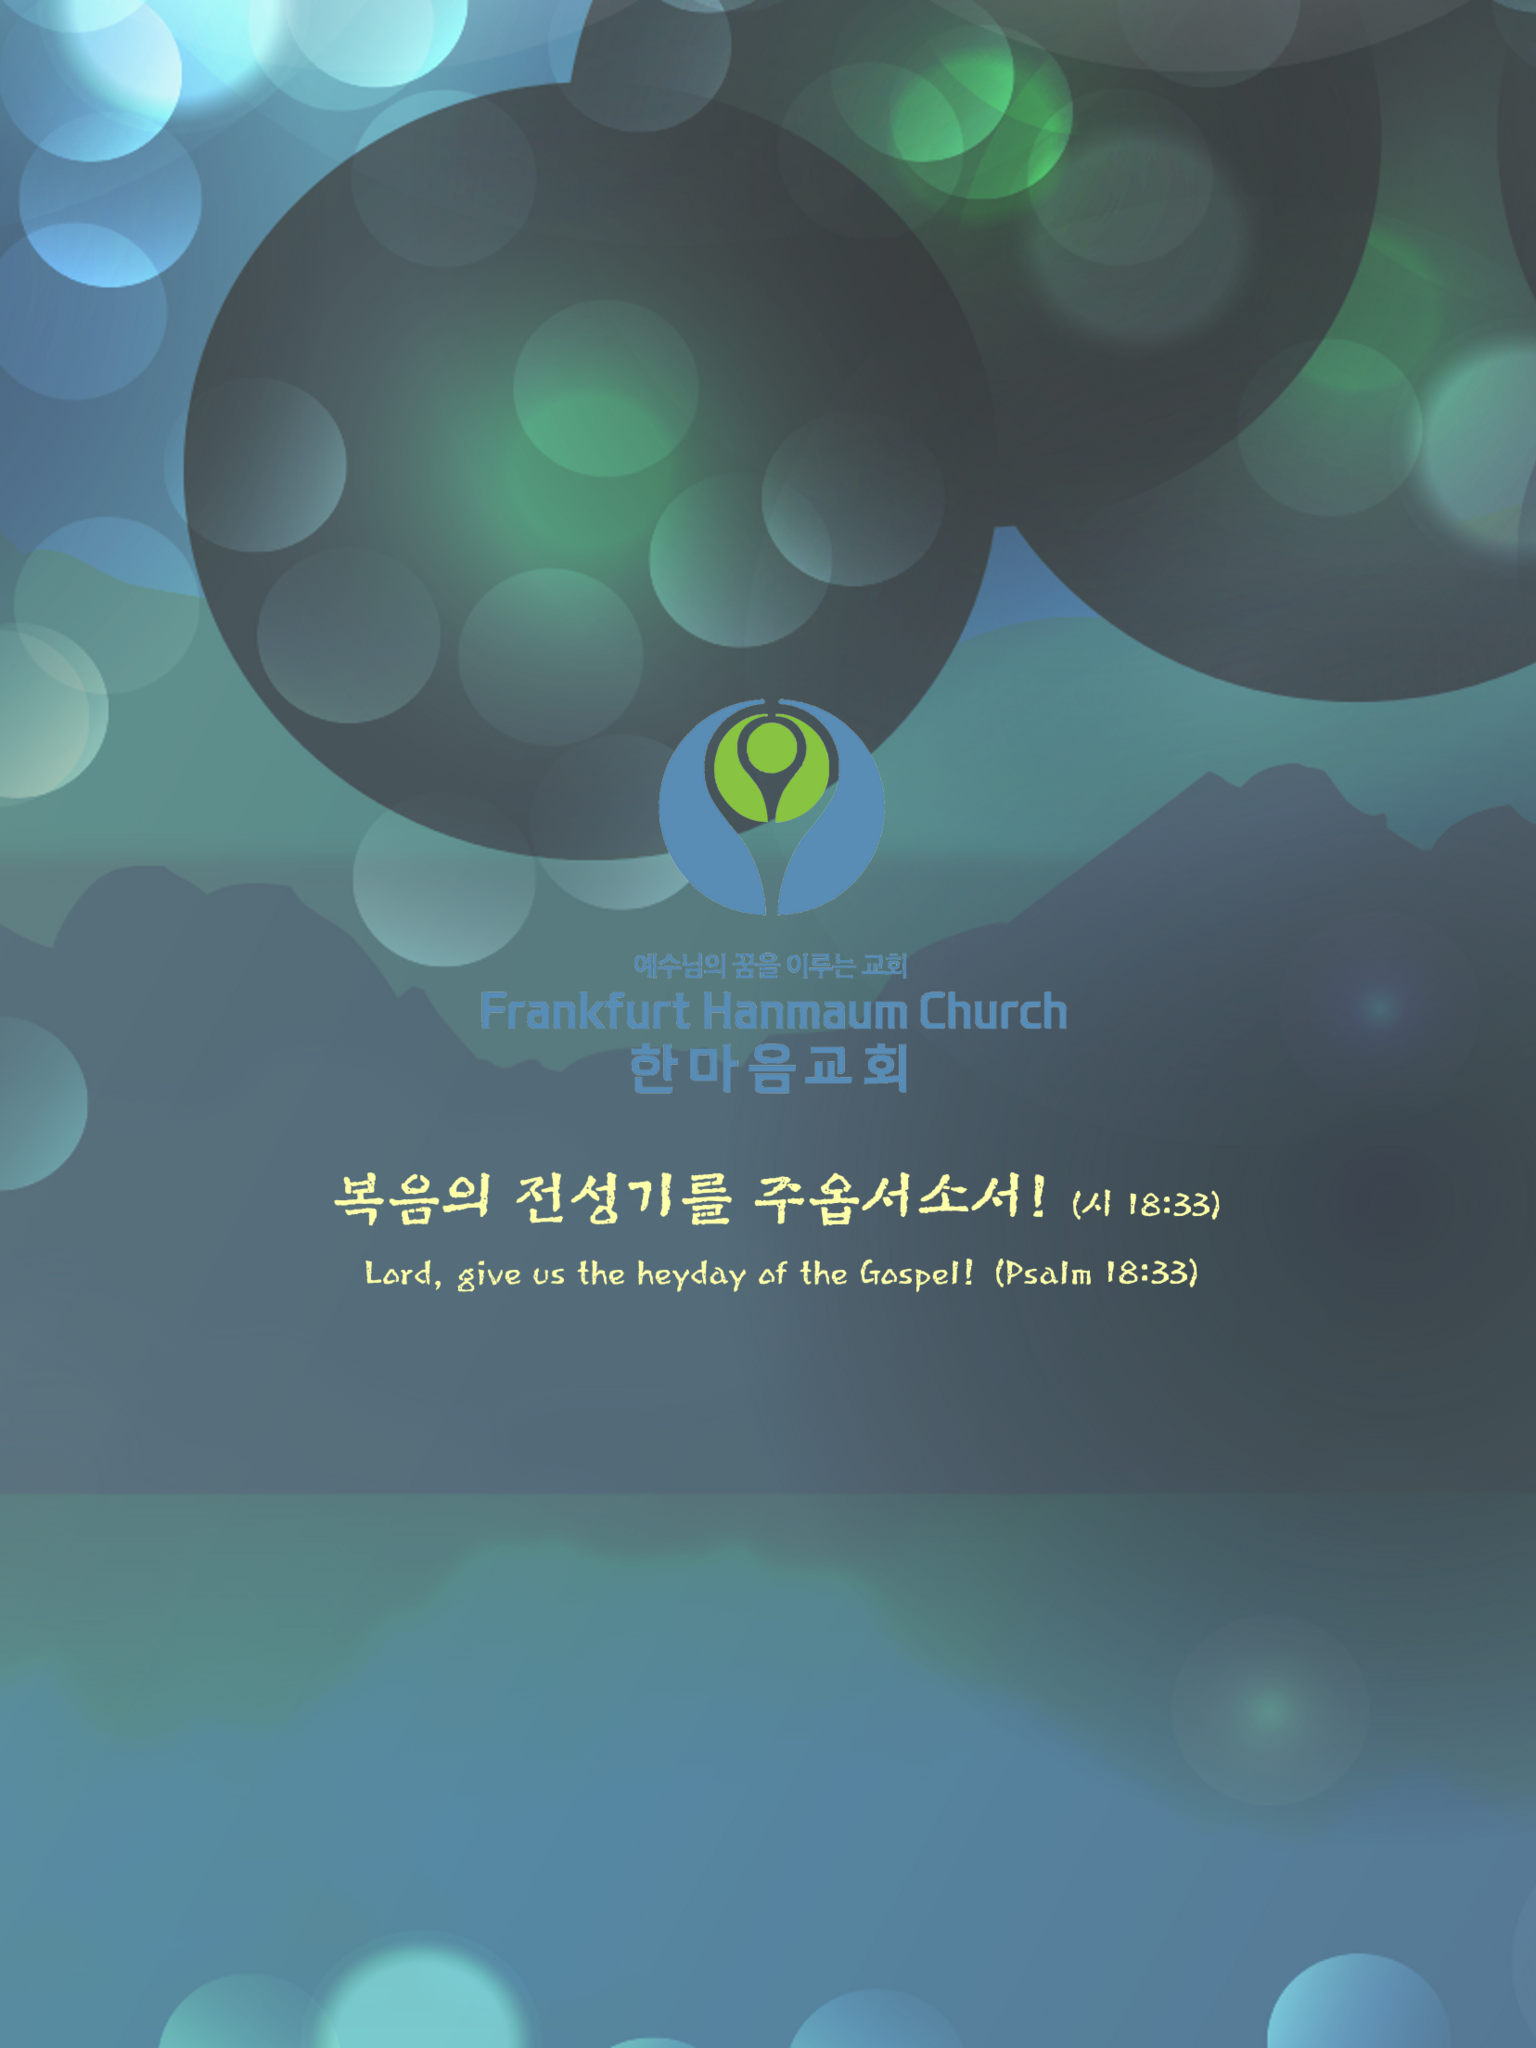 예수님의 꿈을 이루는 교회
Frankfurt Hanmaum Church
한마음교회
복음의 전성기를 주옵서소서! (시 18:33)
Lord, give us the heyday of the Gospel! (Psalm 18:33)